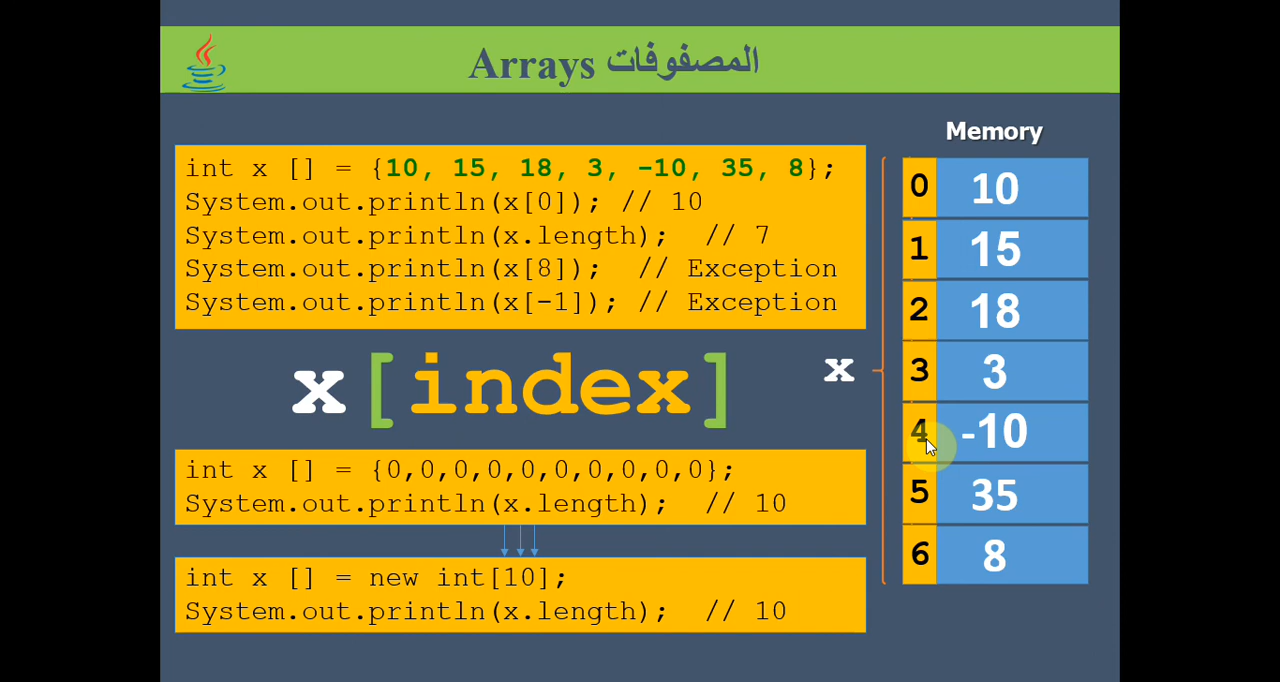 Arrays المصفوفات
int x [] = {10, 15, 18, 3, -10, 35, 8};
System.out.println(x[0]); // 10
System.out.println(x.length);  // 7
System.out.println(x[8]);  // Exception
System.out.println(x[-1]); // Exception
x[index]
int x [] = {0,0,0,0,0,0,0,0,0,0};
System.out.println(x.length);  // 10
int x [] = new int[10];
System.out.println(x.length);  // 10
Memory
x
0 10
1 15
2 18
3 3
4 -10
5 35
6 8